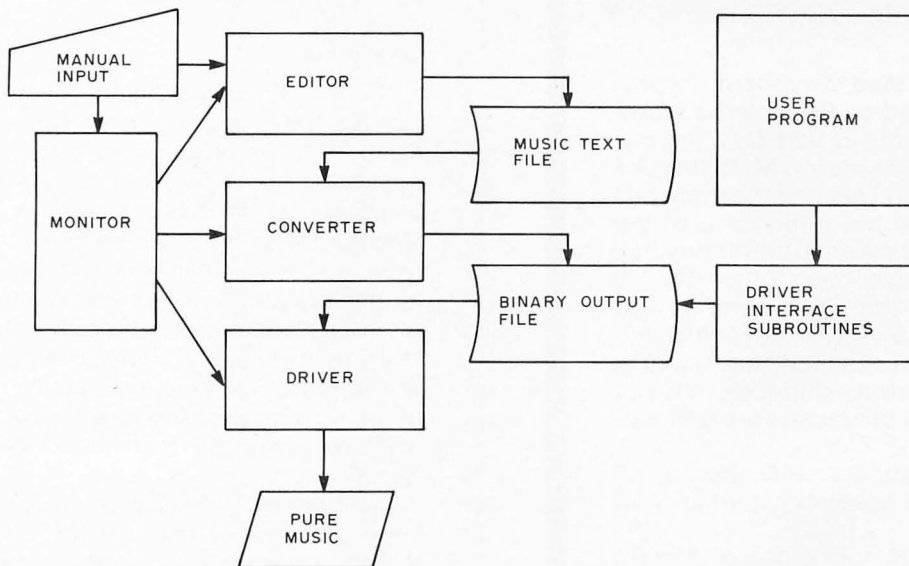 MANUAL
INPUT
EDITOR
USER
PROGRAM
MUSIC TEXT
FILE
MONITOR
CONVERTER
BINARY OUTPUT
FILE
DRIVER
INTERFACE
SUBROUTINES
DRIVER
PURE
MUSIC